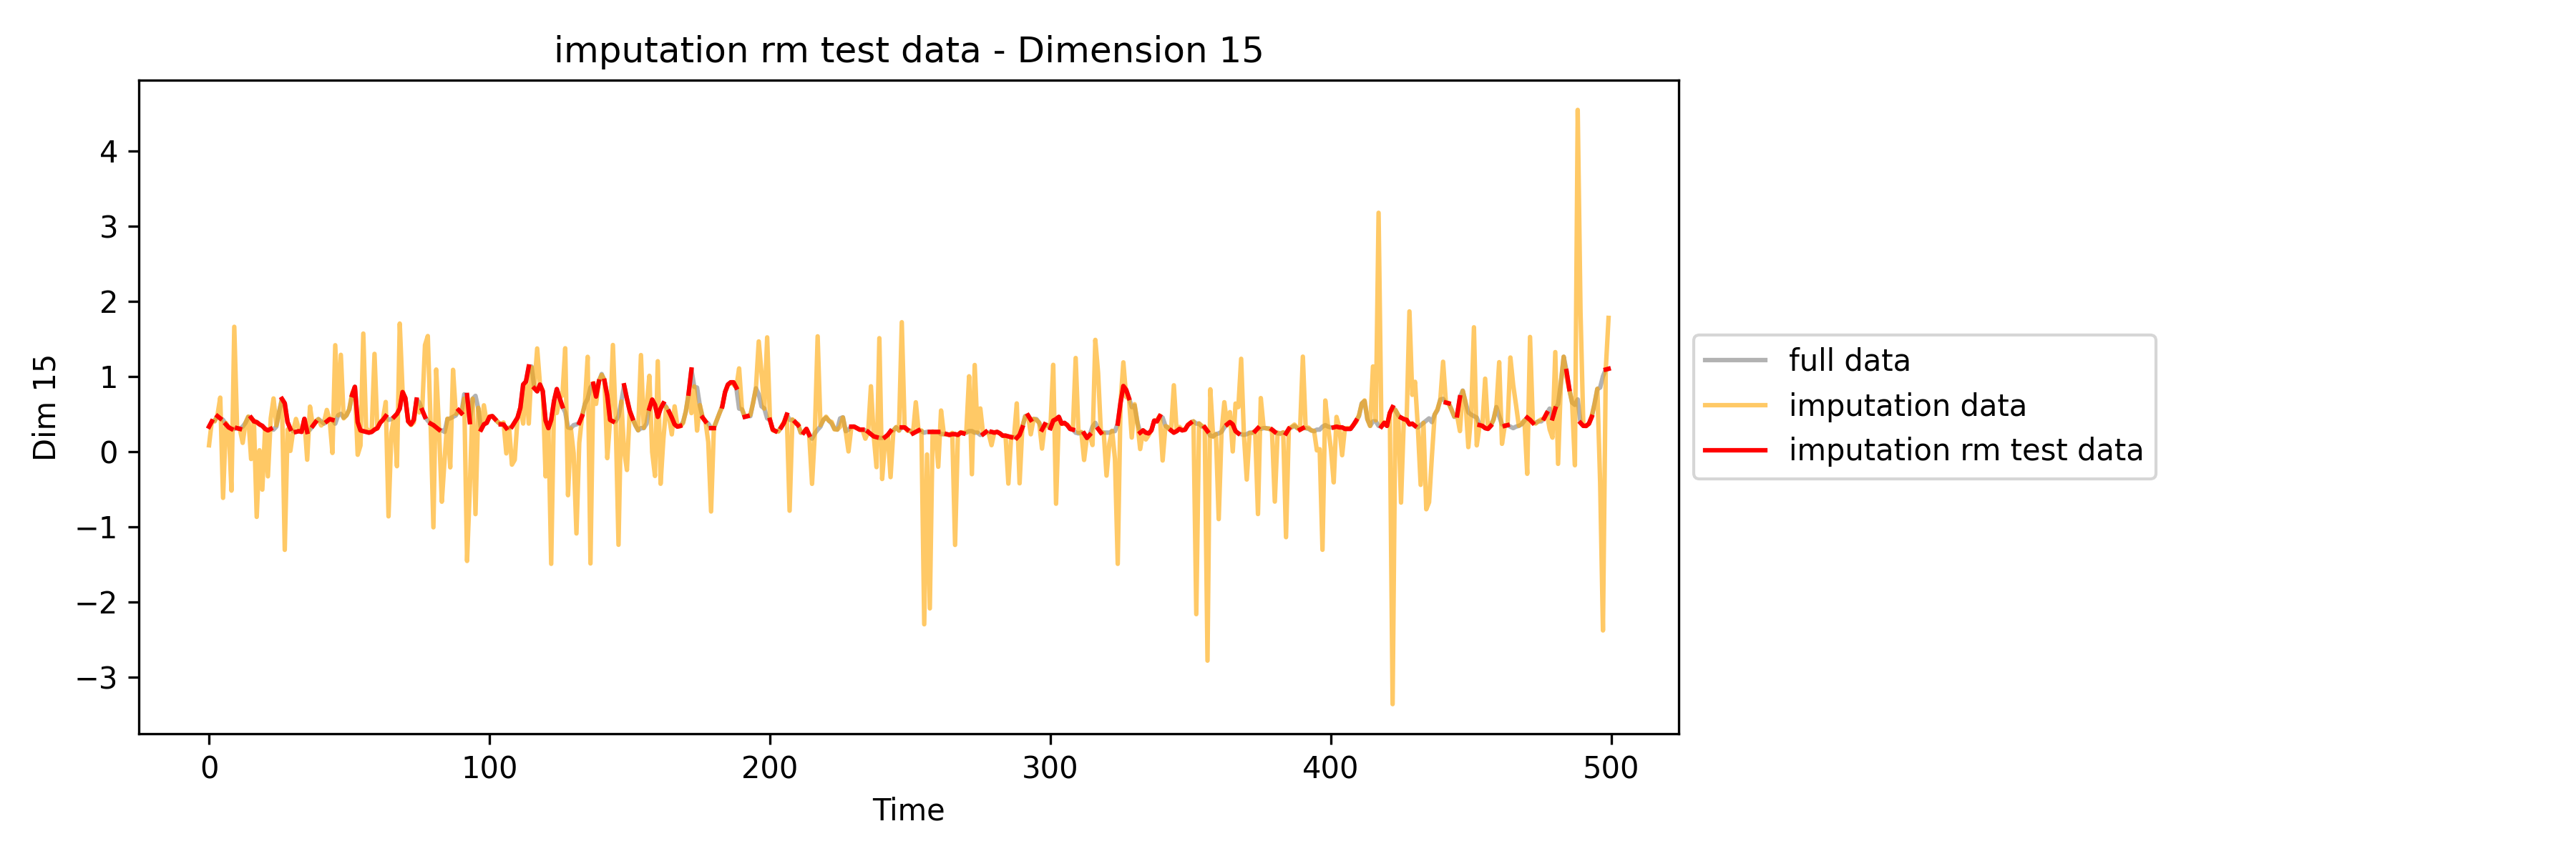 imputation rm test data - Dimension 15
Dim 15
4
3
2
1
0
−1
−2
−3
0 100 200 300 400 500
Time
full data
imputation data
imputation rm test data